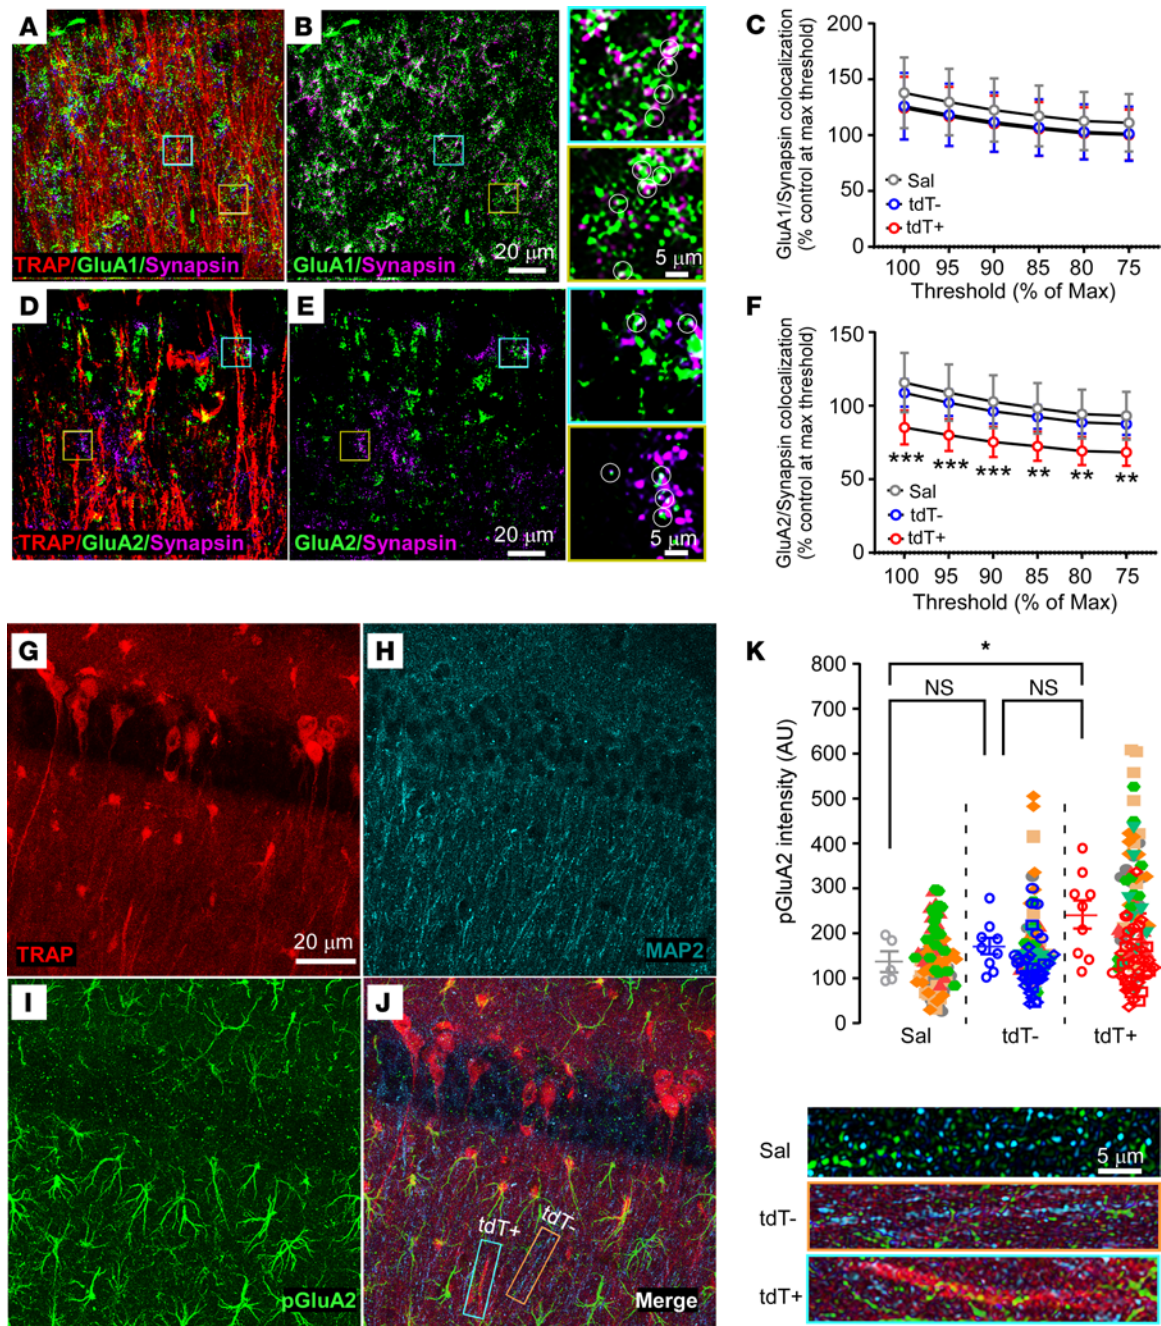 A
TRAP/GluA1/Synapsin
B
GluA1/Synapsin
20 μm
5 μm
C
GluA1/Synapsin colocalization
(% control at max threshold)
200
150
100
50
0
Sal
tdT-
tdT+
100 95 90 85 80 75
Threshold (% of Max)
D
TRAP/GluA2/Synapsin
E
GluA2/Synapsin
20 μm
5 μm
F
GluA2/Synapsin colocalization
(% control at max threshold)
150
100
50
0
*** *** *** ** ** **
Sal
tdT-
tdT+
100 95 90 85 80 75
Threshold (% of Max)
G
TRAP
20 μm
H
MAP2
I
pGluA2
J
tdT+
tdT-
Merge
K
pGluA2 intensity (AU)
800
700
600
500
400
300
200
100
0
*
NS NS
Sal tdT- tdT+
Sal
5 μm
tdT-
tdT+